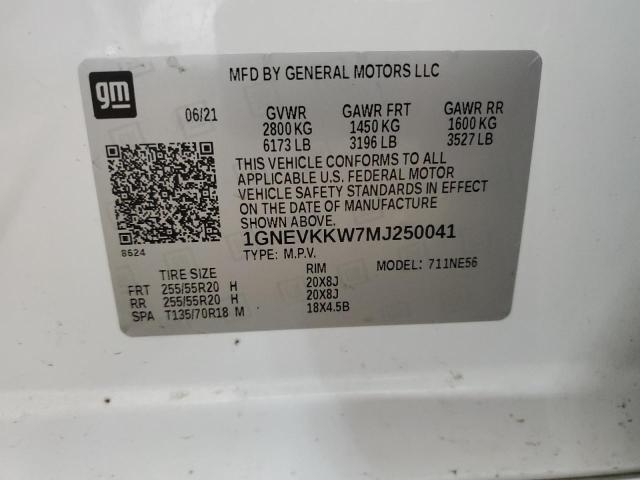 gm
MFD BY GENERAL MOTORS LLC
06/21 GVWR GAWR FRT GAWR RR
2800 KG 1450 KG 1600 KG
6173 LB 3196 LB 3527 LB
THIS VEHICLE CONFORMS TO ALL
APPLICABLE U.S. FEDERAL MOTOR
VEHICLE SAFETY STANDARDS IN EFFECT
ON THE DATE OF MANUFACTURE
SHOWN ABOVE.
8624 1GNEVKKW7MJ250041
TYPE: M.P.V. MODEL: 711NE56
TIRE SIZE RIM
FRT 255/55R20 H 20X8J
RR 255/55R20 H 20X8J
SPA T135/70R18 M 18X4.5B